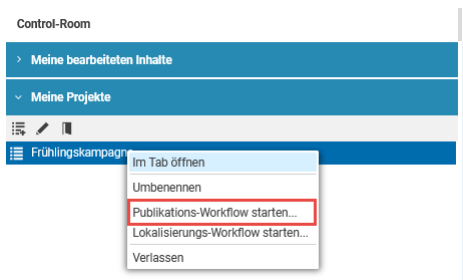 Control-Room
Meine bearbeiteten Inhalte
Meine Projekte
Frühlingskampagne
Im Tab öffnen
Umbenennen
Publikations-Workflow starten...
Lokalisierungs-Workflow starten...
Verlassen